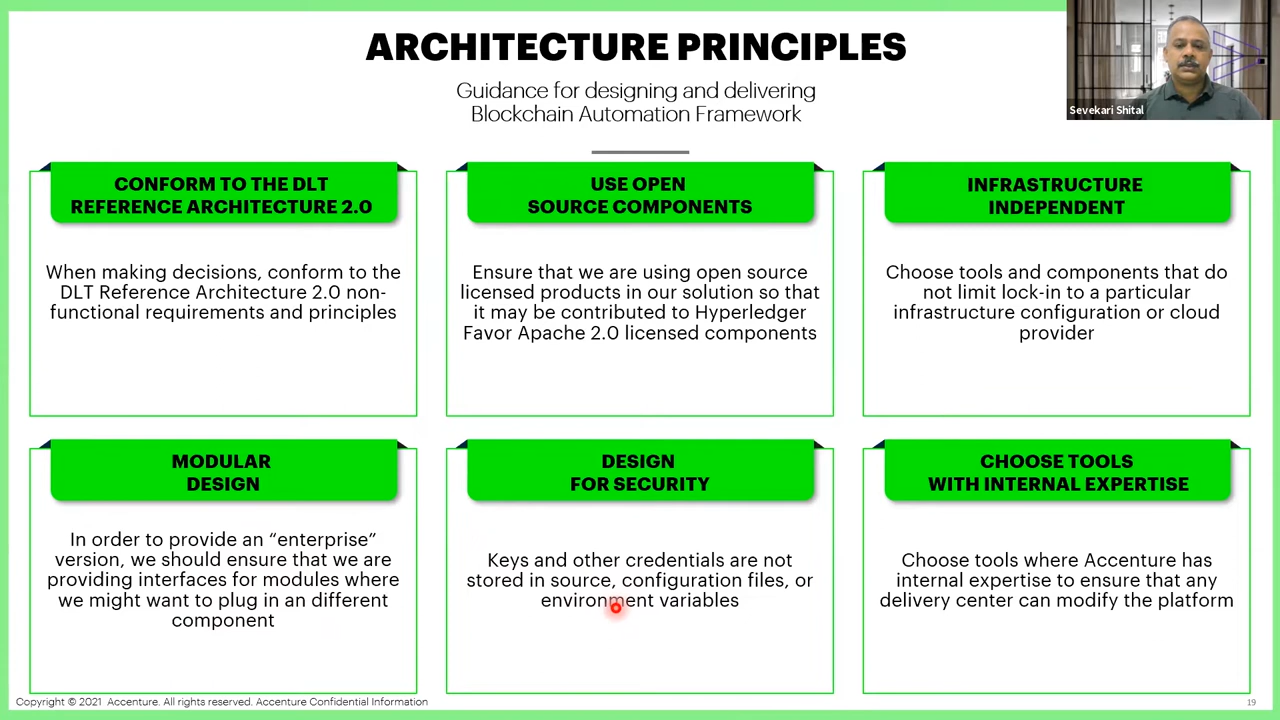 ARCHITECTURE PRINCIPLES
Guidance for designing and delivering
Blockchain Automation Framework
Sevekari Shital
CONFORM TO THE DLT
REFERENCE ARCHITECTURE 2.0
When making decisions, conform to the
DLT Reference Architecture 2.0 non-
functional requirements and principles
USE OPEN
SOURCE COMPONENTS
Ensure that we are using open source
licensed products in our solution so that
it may be contributed to Hyperledger
Favor Apache 2.0 licensed components
INFRASTRUCTURE
INDEPENDENT
Choose tools and components that do
not limit lock-in to a particular
infrastructure configuration or cloud
provider
MODULAR
DESIGN
In order to provide an “enterprise”
version, we should ensure that we are
providing interfaces for modules where
we might want to plug in an different
component
DESIGN
FOR SECURITY
Keys and other credentials are not
stored in source, configuration files, or
environment variables
CHOOSE TOOLS
WITH INTERNAL EXPERTISE
Choose tools where Accenture has
internal expertise to ensure that any
delivery center can modify the platform
Copyright © 2021 Accenture. All rights reserved. Accenture Confidential Information
19